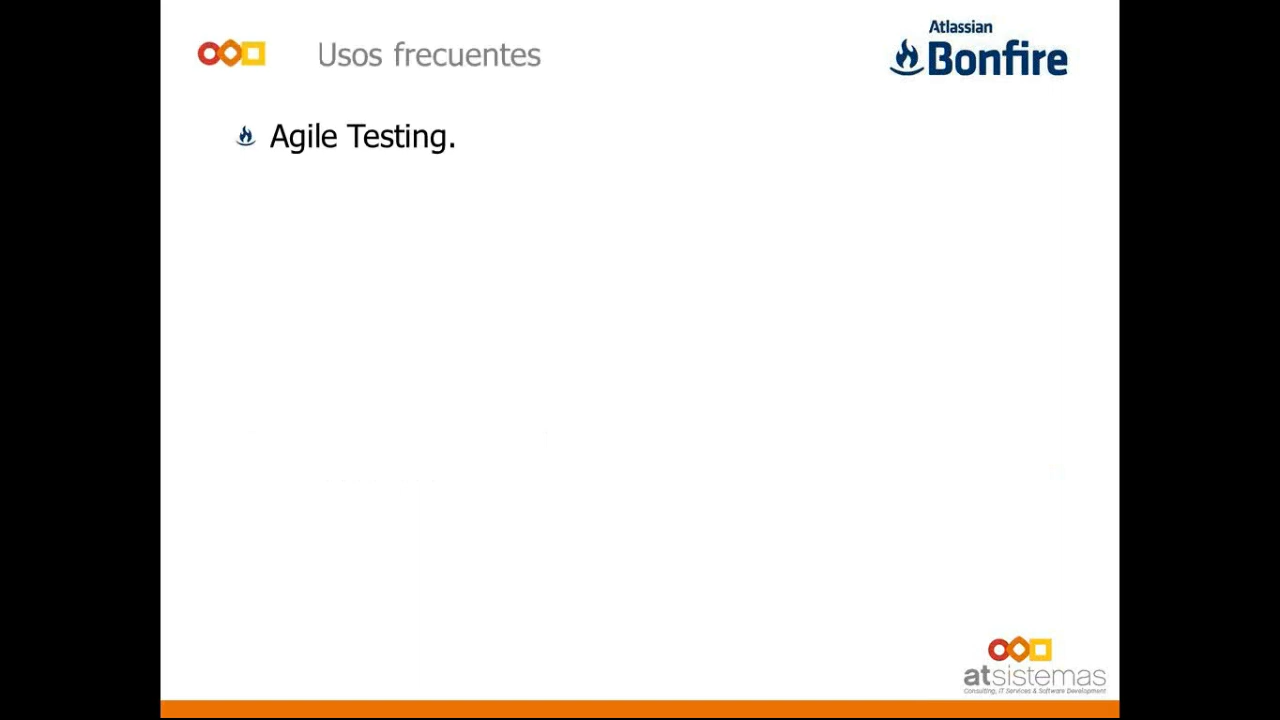 Usos frecuentes
Atlassian
Bonfire
Agile Testing.
atsistemas
Consulting, IT Services & Software Development